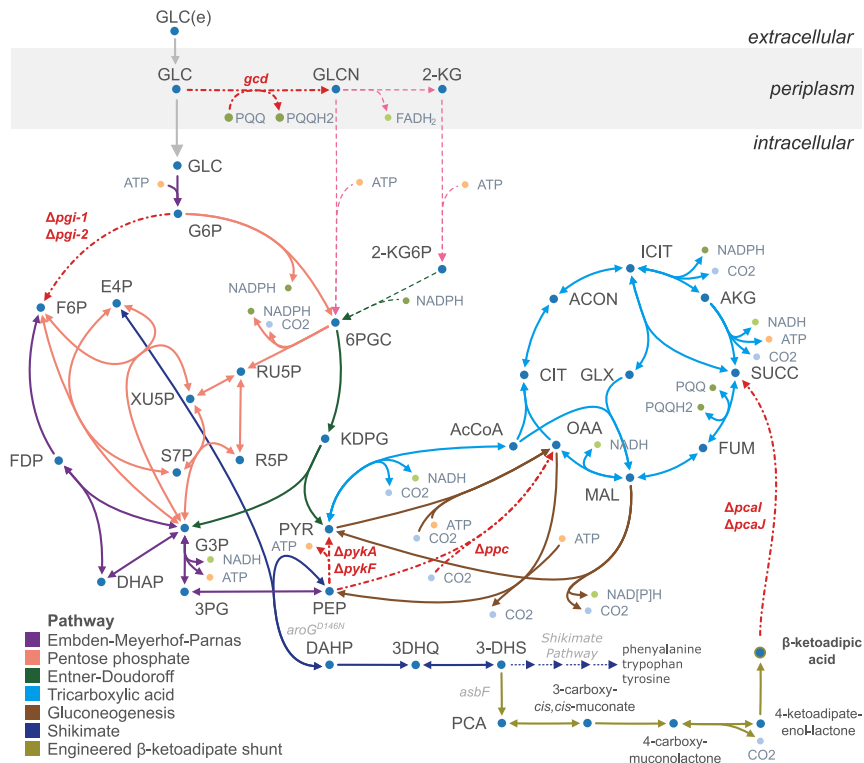 GLC(e)
extracellular
GLC
gcd
GLCN
2-KG
periplasm
PQQ
PQQH2
FADH2
intracellular
GLC
ATP
ATP
ATP
Δpgi-1
Δpgi-2
G6P
2-KG6P
ICIT
NADPH
CO2
NADPH
E4P
F6P
NADPH
CO2
NADPH
ACON
AKG
6PGC
NADH
ATP
CO2
RU5P
CIT
GLX
SUCC
XU5P
PQQ
PQQH2
AcCoA
OAA
KDPG
NADH
FUM
FDP
S7P
R5P
NADH
CO2
MAL
ΔpcaI
ΔpcaJ
PYR
ATP
CO2
ATP
G3P
ATP
ΔpykA
ΔpykF
Δppc
NADH
ATP
CO2
DHAP
3PG
PEP
NAD[P]H
CO2
CO2
Pathway
Embden-Meyerhof-Parnas
Pentose phosphate
Entner-Doudoroff
Tricarboxylic acid
Gluconeogenesis
Shikimate
Engineered β-ketoadipate shunt
aroG^D146N
DAHP
3DHQ
3-DHS
Shikimate
Pathway
phenyalanine
trypophan
tyrosine
β-ketoadipic
acid
asbF
3-carboxy-
cis,cis-muconate
PCA
4-carboxy-
muconolactone
4-ketoadipate-
enol-lactone
CO2